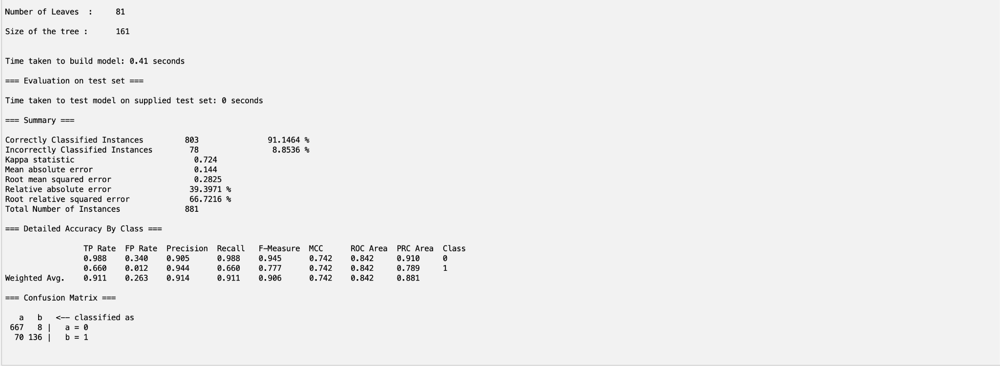 Number of Leaves  :     81
Size of the tree :      161
Time taken to build model: 0.41 seconds
=== Evaluation on test set ===
Time taken to test model on supplied test set: 0 seconds
=== Summary ===
Correctly Classified Instances         803               91.1464 %
Incorrectly Classified Instances        78                8.8536 %
Kappa statistic                          0.724
Mean absolute error                      0.144
Root mean squared error                  0.2825
Relative absolute error                 39.3971 %
Root relative squared error             66.7216 %
Total Number of Instances              881
=== Detailed Accuracy By Class ===
                 TP Rate  FP Rate  Precision  Recall   F-Measure  MCC      ROC Area  PRC Area  Class
                 0.988    0.340    0.905      0.988    0.945      0.742    0.842     0.910     0
                 0.660    0.012    0.944      0.660    0.777      0.742    0.842     0.789     1
Weighted Avg.    0.911    0.263    0.914      0.911    0.906      0.742    0.842     0.881
=== Confusion Matrix ===
   a   b   <-- classified as
 667   8 |   a = 0
  70 136 |   b = 1